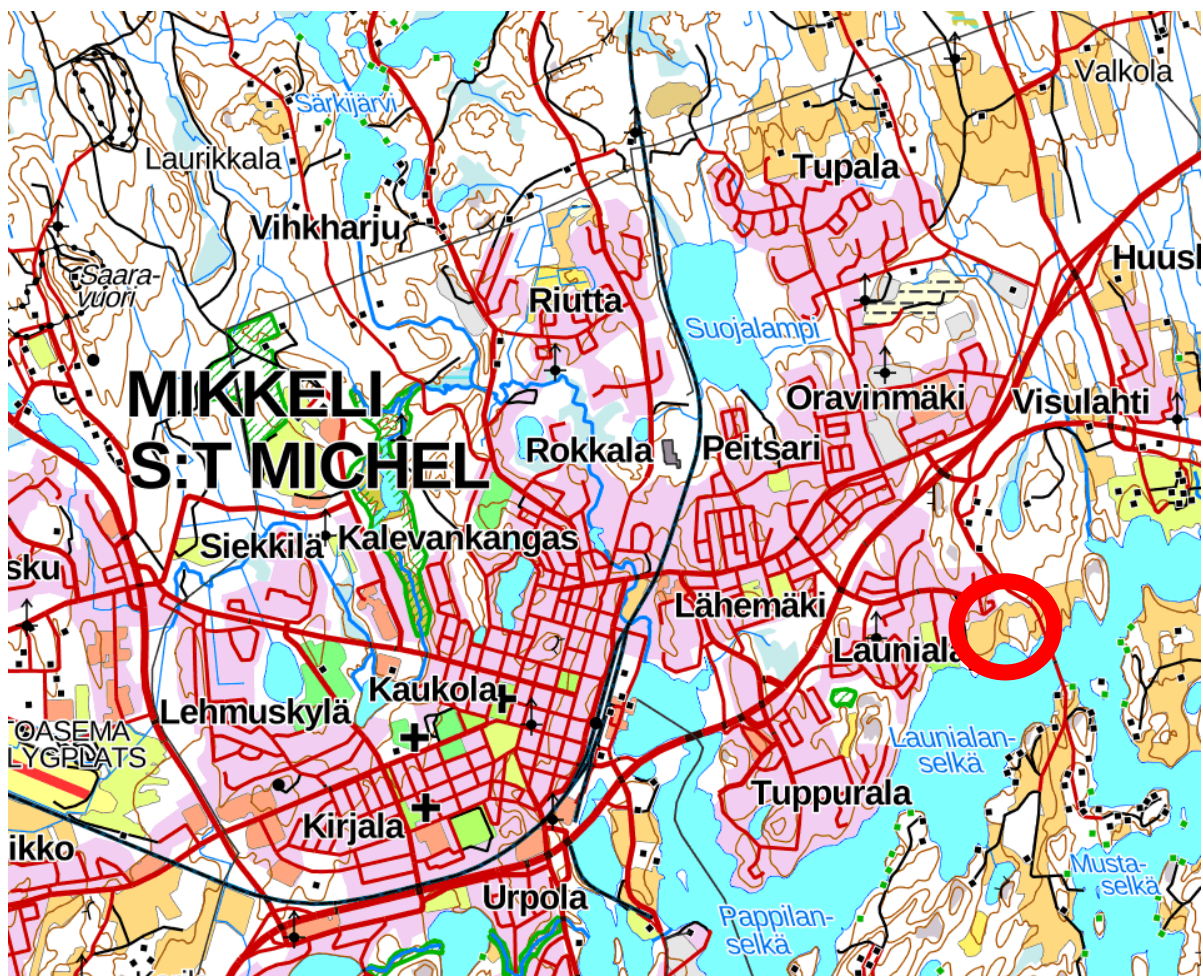 Valkola
Särkijärvi
Laurikkala
Tupala
Vihkharju
Saara-
vuori
Riutta
Suojalampi
MIKKELI
S:T MICHEL
Oravinmäki
Visulahti
Rokkala
Peitsari
Siekkilä
Kalevankangas
sku
Lähemäki
Launiala
Kaukola
Lehmuskylä
OASEMA
LYGPLATS
Launialan-
selkä
Tuppurala
Kirjala
ikko
Urpola
Musta-
selkä
Pappilan-
selkä